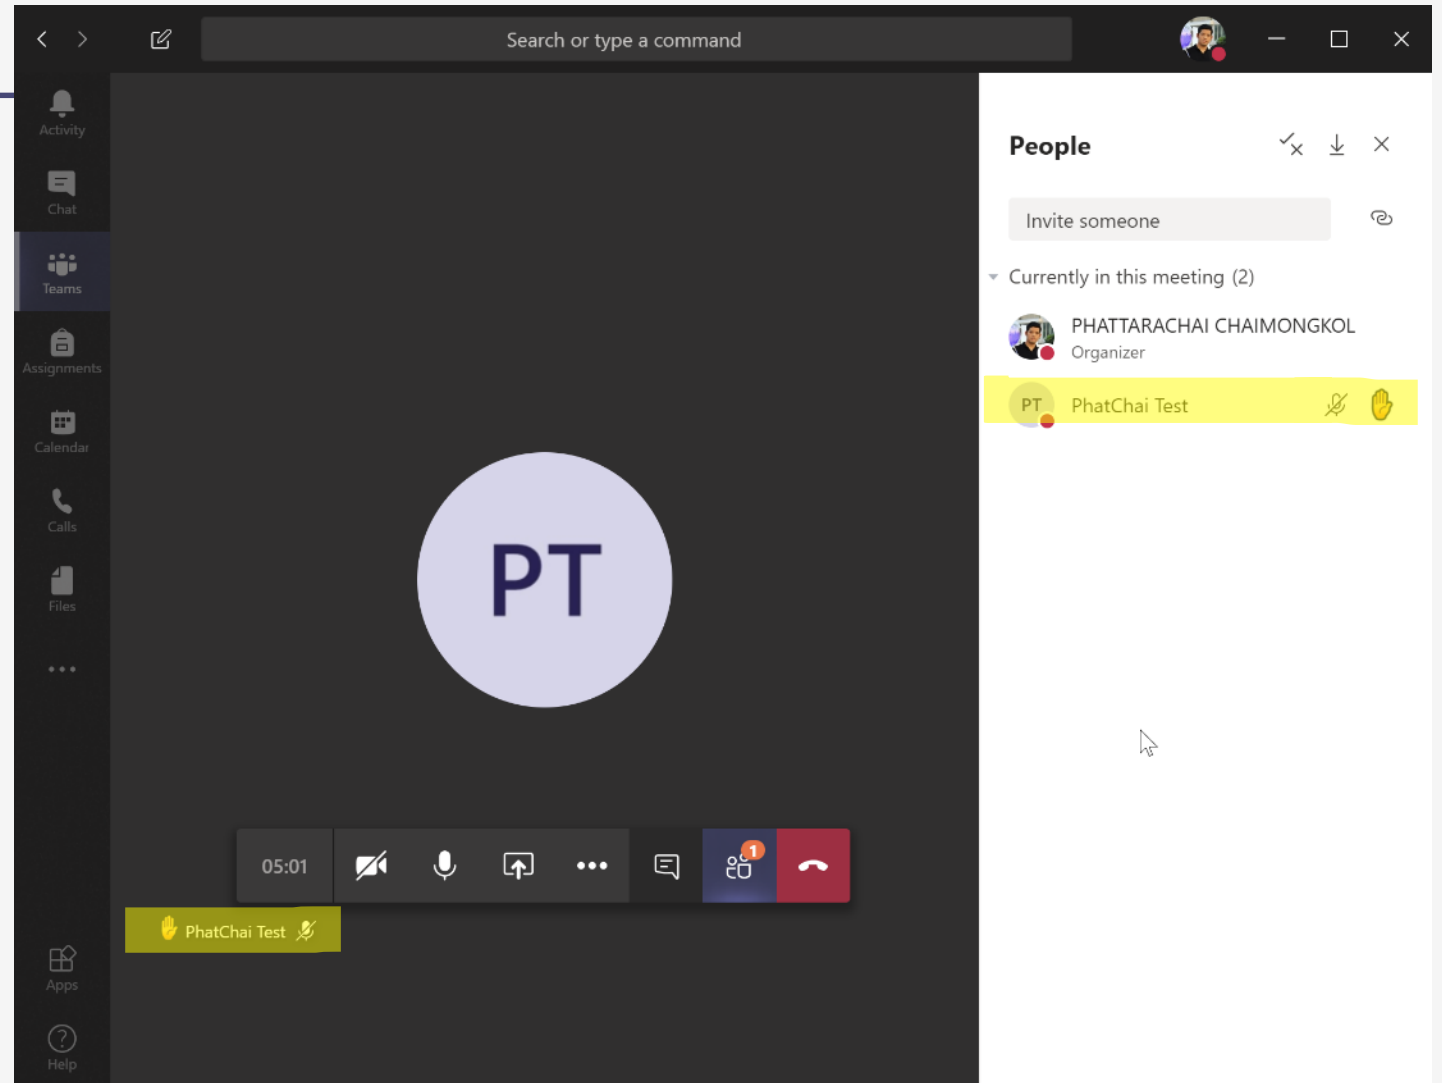 Search or type a command
Activity
Chat
Teams
Assignments
Calendar
Calls
Files
Apps
Help
PT
05:01
1
PhatChai Test
People
Invite someone
Currently in this meeting (2)
PHATTARACHAI CHAIMONGKOL
Organizer
PT PhatChai Test